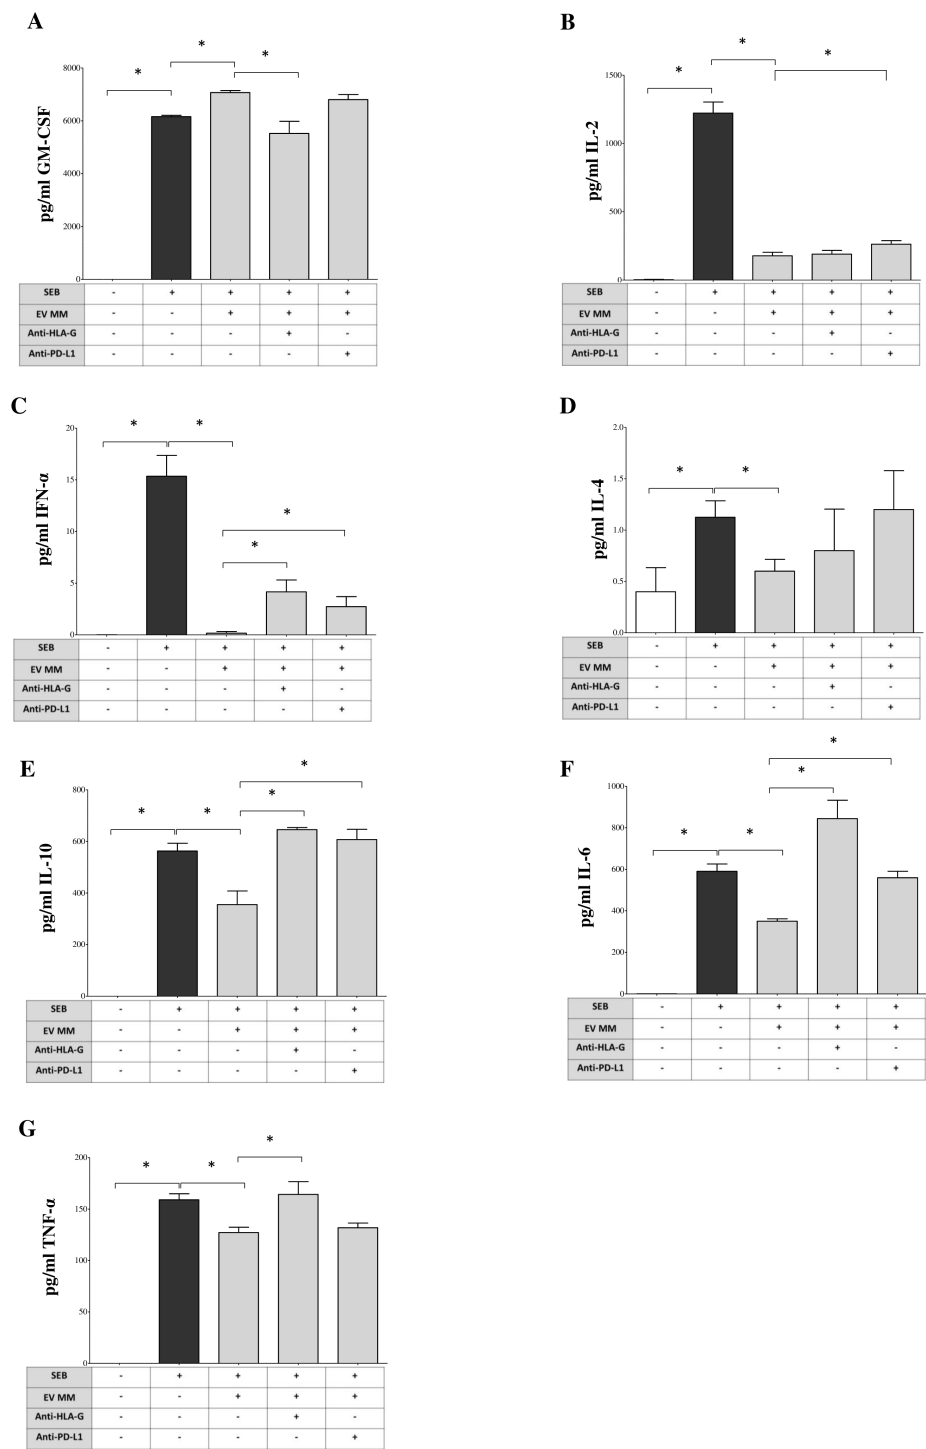 A
* * *
pg/ml GM-CSF
8000
6000
4000
2000
0
SEB - + + + +
EV MM - - + + +
Anti-HLA-G - - - + -
Anti-PD-L1 - - - - +
B
* * *
pg/ml IL-2
1500
1000
500
0
SEB - + + + +
EV MM - - + + +
Anti-HLA-G - - - + -
Anti-PD-L1 - - - - +
C
* * * *
pg/ml IFN-α
20
15
10
5
0
SEB - + + + +
EV MM - - + + +
Anti-HLA-G - - - + -
Anti-PD-L1 - - - - +
D
* *
pg/ml IL-4
2.0
1.5
1.0
0.5
0.0
SEB - + + + +
EV MM - - + + +
Anti-HLA-G - - - + -
Anti-PD-L1 - - - - +
E
* * * *
pg/ml IL-10
800
600
400
200
0
SEB - + + + +
EV MM - - + + +
Anti-HLA-G - - - + -
Anti-PD-L1 - - - - +
F
* * * *
pg/ml IL-6
1000
800
600
400
200
0
SEB - + + + +
EV MM - - + + +
Anti-HLA-G - - - + -
Anti-PD-L1 - - - - +
G
* * *
pg/ml TNF-α
200
150
100
50
0
SEB - + + + +
EV MM - - + + +
Anti-HLA-G - - - + -
Anti-PD-L1 - - - - +